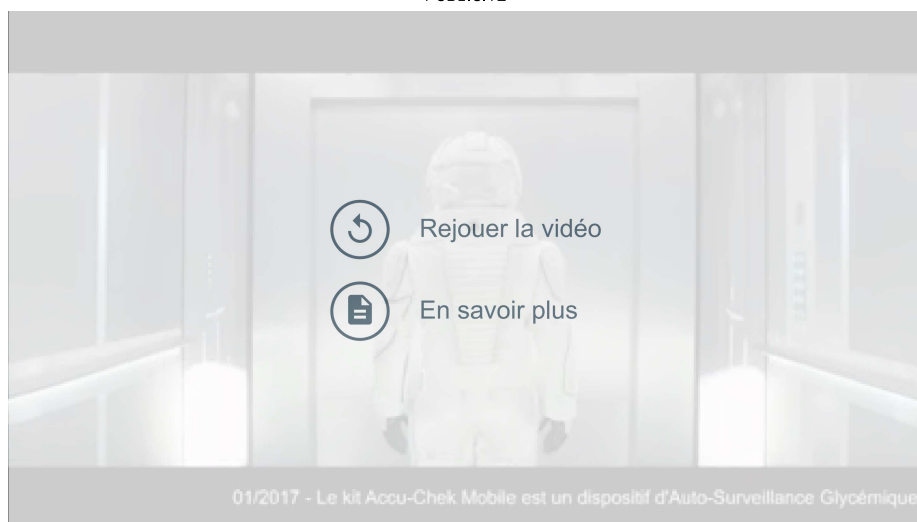 Rejouer la vidéo
En savoir plus
01/2017 - Le kit Accu-Chek Mobile est un dispositif d'Auto-Surveillance Glycémique